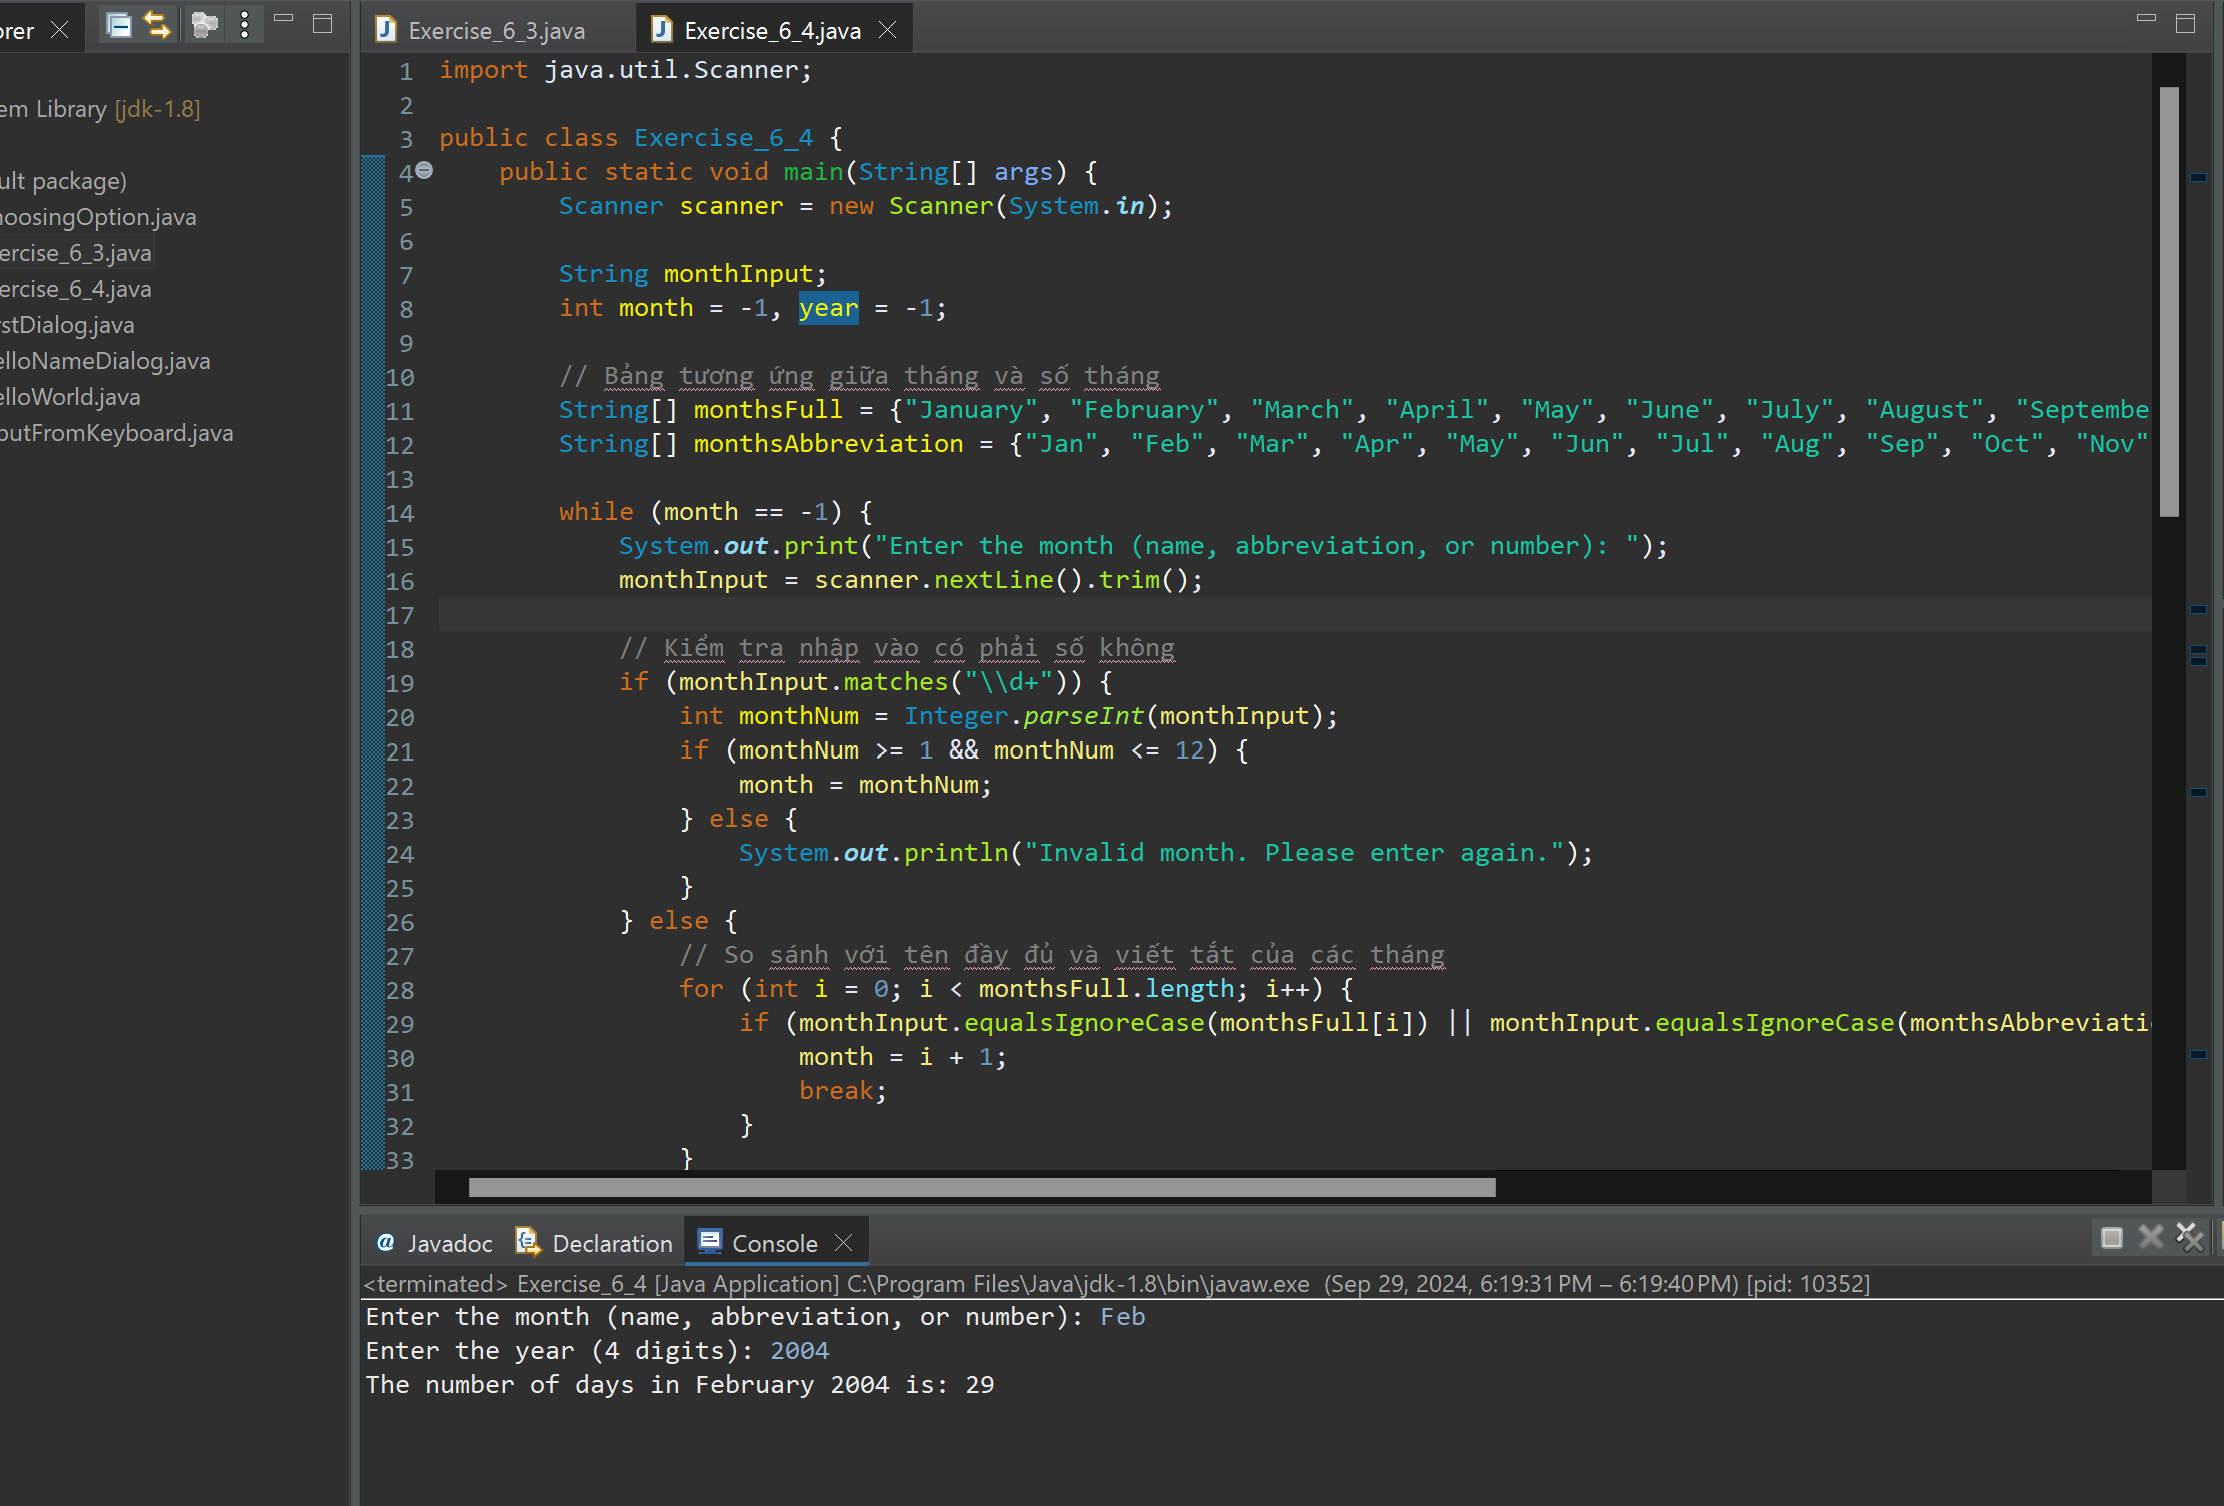 orer
em Library [jdk-1.8]
ult package)
hoosingOption.java
ercise_6_3.java
ercise_6_4.java
rstDialog.java
elloNameDialog.java
elloWorld.java
putFromKeyboard.java
Exercise_6_3.java
Exercise_6_4.java
1 import java.util.Scanner;
2
3 public class Exercise_6_4 {
4 public static void main(String[] args) {
5 Scanner scanner = new Scanner(System.in);
6
7 String monthInput;
8 int month = -1, year = -1;
9
10 // Bảng tương ứng giữa tháng và số tháng
11 String[] monthsFull = {"January", "February", "March", "April", "May", "June", "July", "August", "Septembe
12 String[] monthsAbbreviation = {"Jan", "Feb", "Mar", "Apr", "May", "Jun", "Jul", "Aug", "Sep", "Oct", "Nov"
13
14 while (month == -1) {
15 System.out.print("Enter the month (name, abbreviation, or number): ");
16 monthInput = scanner.nextLine().trim();
17
18 // Kiểm tra nhập vào có phải số không
19 if (monthInput.matches("\\d+")) {
20 int monthNum = Integer.parseInt(monthInput);
21 if (monthNum >= 1 && monthNum <= 12) {
22 month = monthNum;
23 } else {
24 System.out.println("Invalid month. Please enter again.");
25 }
26 } else {
27 // So sánh với tên đầy đủ và viết tắt của các tháng
28 for (int i = 0; i < monthsFull.length; i++) {
29 if (monthInput.equalsIgnoreCase(monthsFull[i]) || monthInput.equalsIgnoreCase(monthsAbbreviati
30 month = i + 1;
31 break;
32 }
33 }
@ Javadoc Declaration Console
<terminated> Exercise_6_4 [Java Application] C:\Program Files\Java\jdk-1.8\bin\javaw.exe (Sep 29, 2024, 6:19:31 PM – 6:19:40 PM) [pid: 10352]
Enter the month (name, abbreviation, or number): Feb
Enter the year (4 digits): 2004
The number of days in February 2004 is: 29